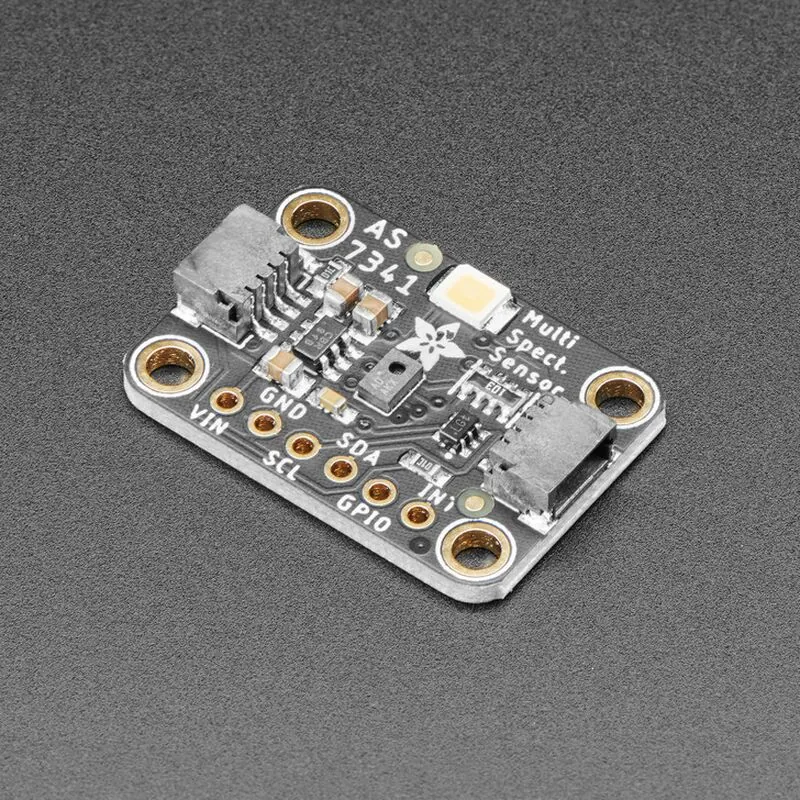 AS
7341
Multi
Spect.
Sensor
VIN
GND
SCL
SDA
GPIO
INT